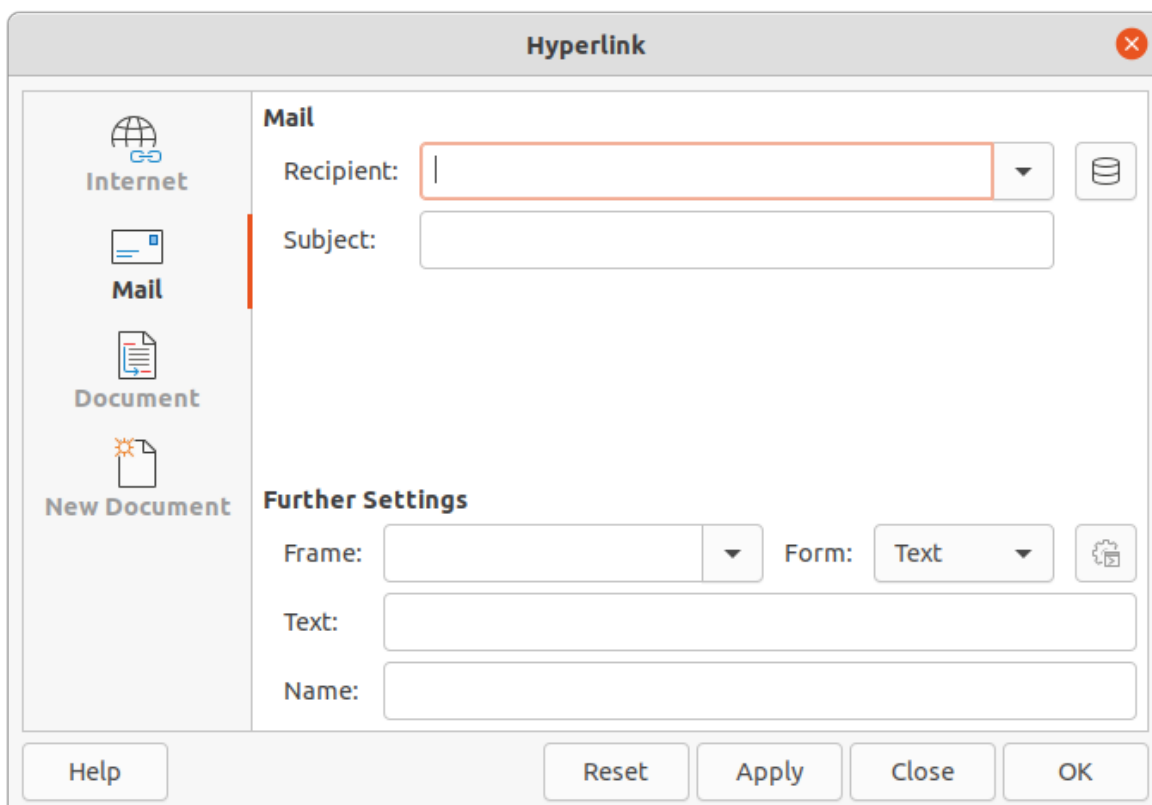 Hyperlink
Internet
Mail
Document
New Document
Mail
Recipient:
Subject:
Further Settings
Frame: Form: Text
Text:
Name:
Help Reset Apply Close OK